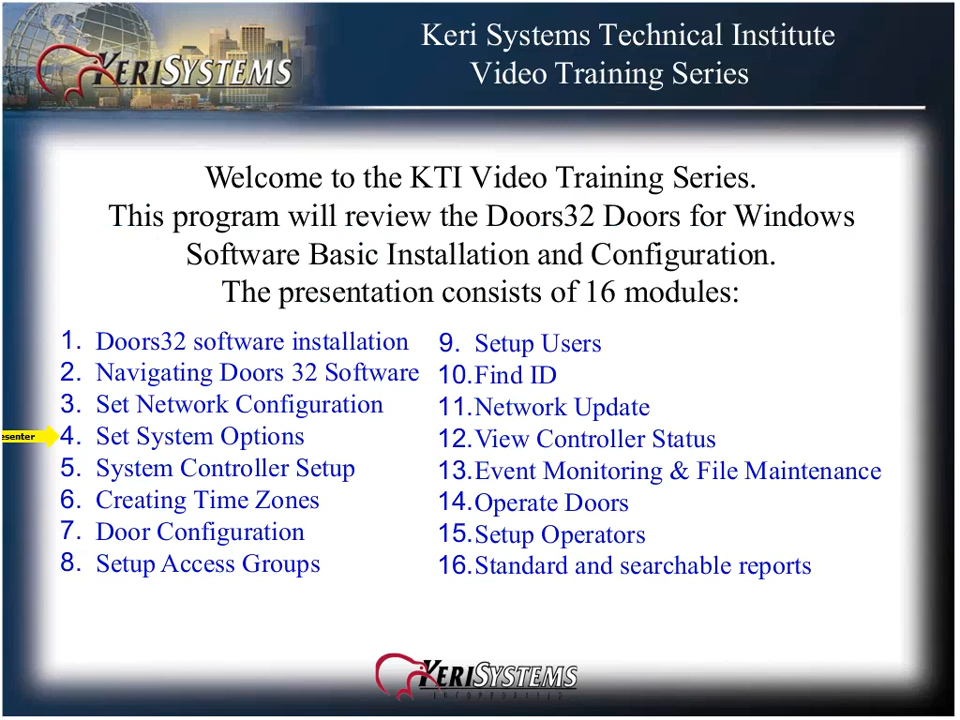 KERISYSTEMS
Keri Systems Technical Institute
Video Training Series
Welcome to the KTI Video Training Series.
This program will review the Doors32 Doors for Windows
Software Basic Installation and Configuration.
The presentation consists of 16 modules:
1. Doors32 software installation
2. Navigating Doors 32 Software
3. Set Network Configuration
esenter
4. Set System Options
5. System Controller Setup
6. Creating Time Zones
7. Door Configuration
8. Setup Access Groups
9. Setup Users
10. Find ID
11. Network Update
12. View Controller Status
13. Event Monitoring & File Maintenance
14. Operate Doors
15. Setup Operators
16. Standard and searchable reports
KERISYSTEMS
INCORPORATED